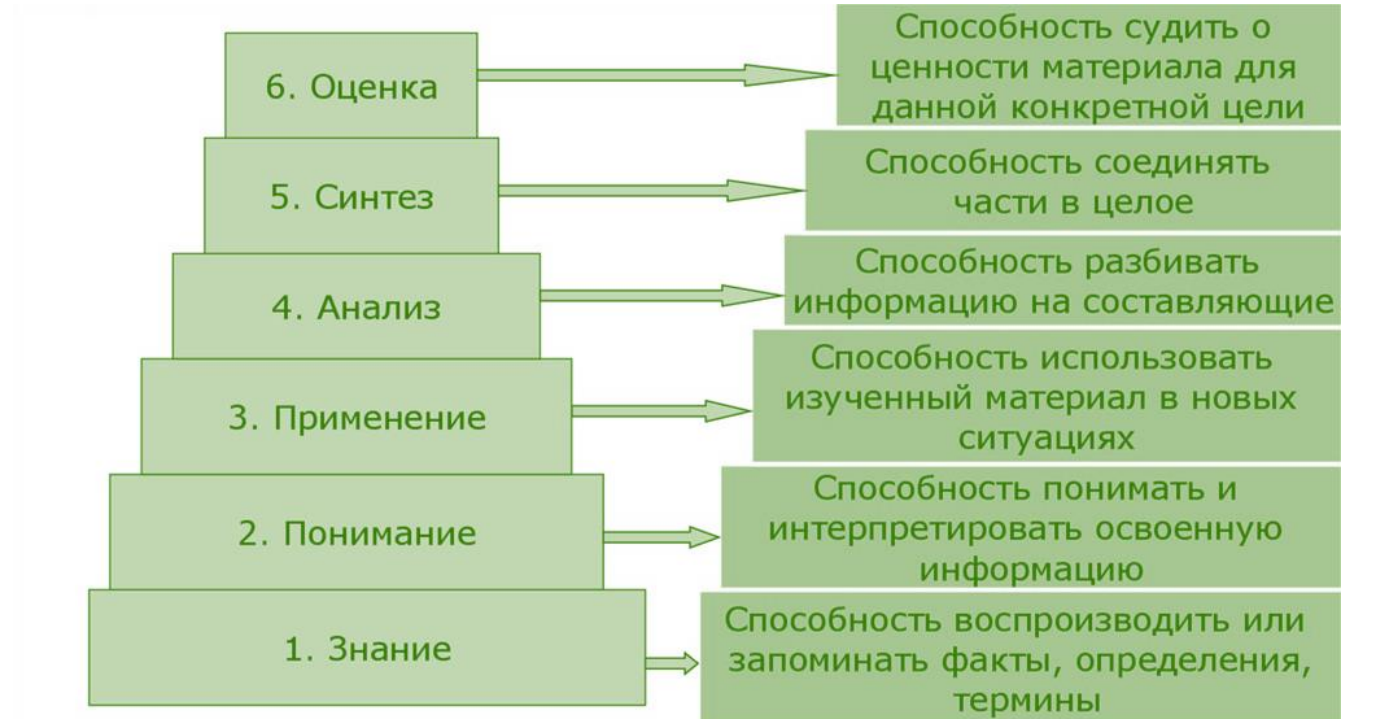 6. Оценка
Способность судить о
ценности материала для
данной конкретной цели
5. Синтез
Способность соединять
части в целое
4. Анализ
Способность разбивать
информацию на составляющие
3. Применение
Способность использовать
изученный материал в новых
ситуациях
2. Понимание
Способность понимать и
интерпретировать освоенную
информацию
1. Знание
Способность воспроизводить или
запоминать факты, определения,
термины